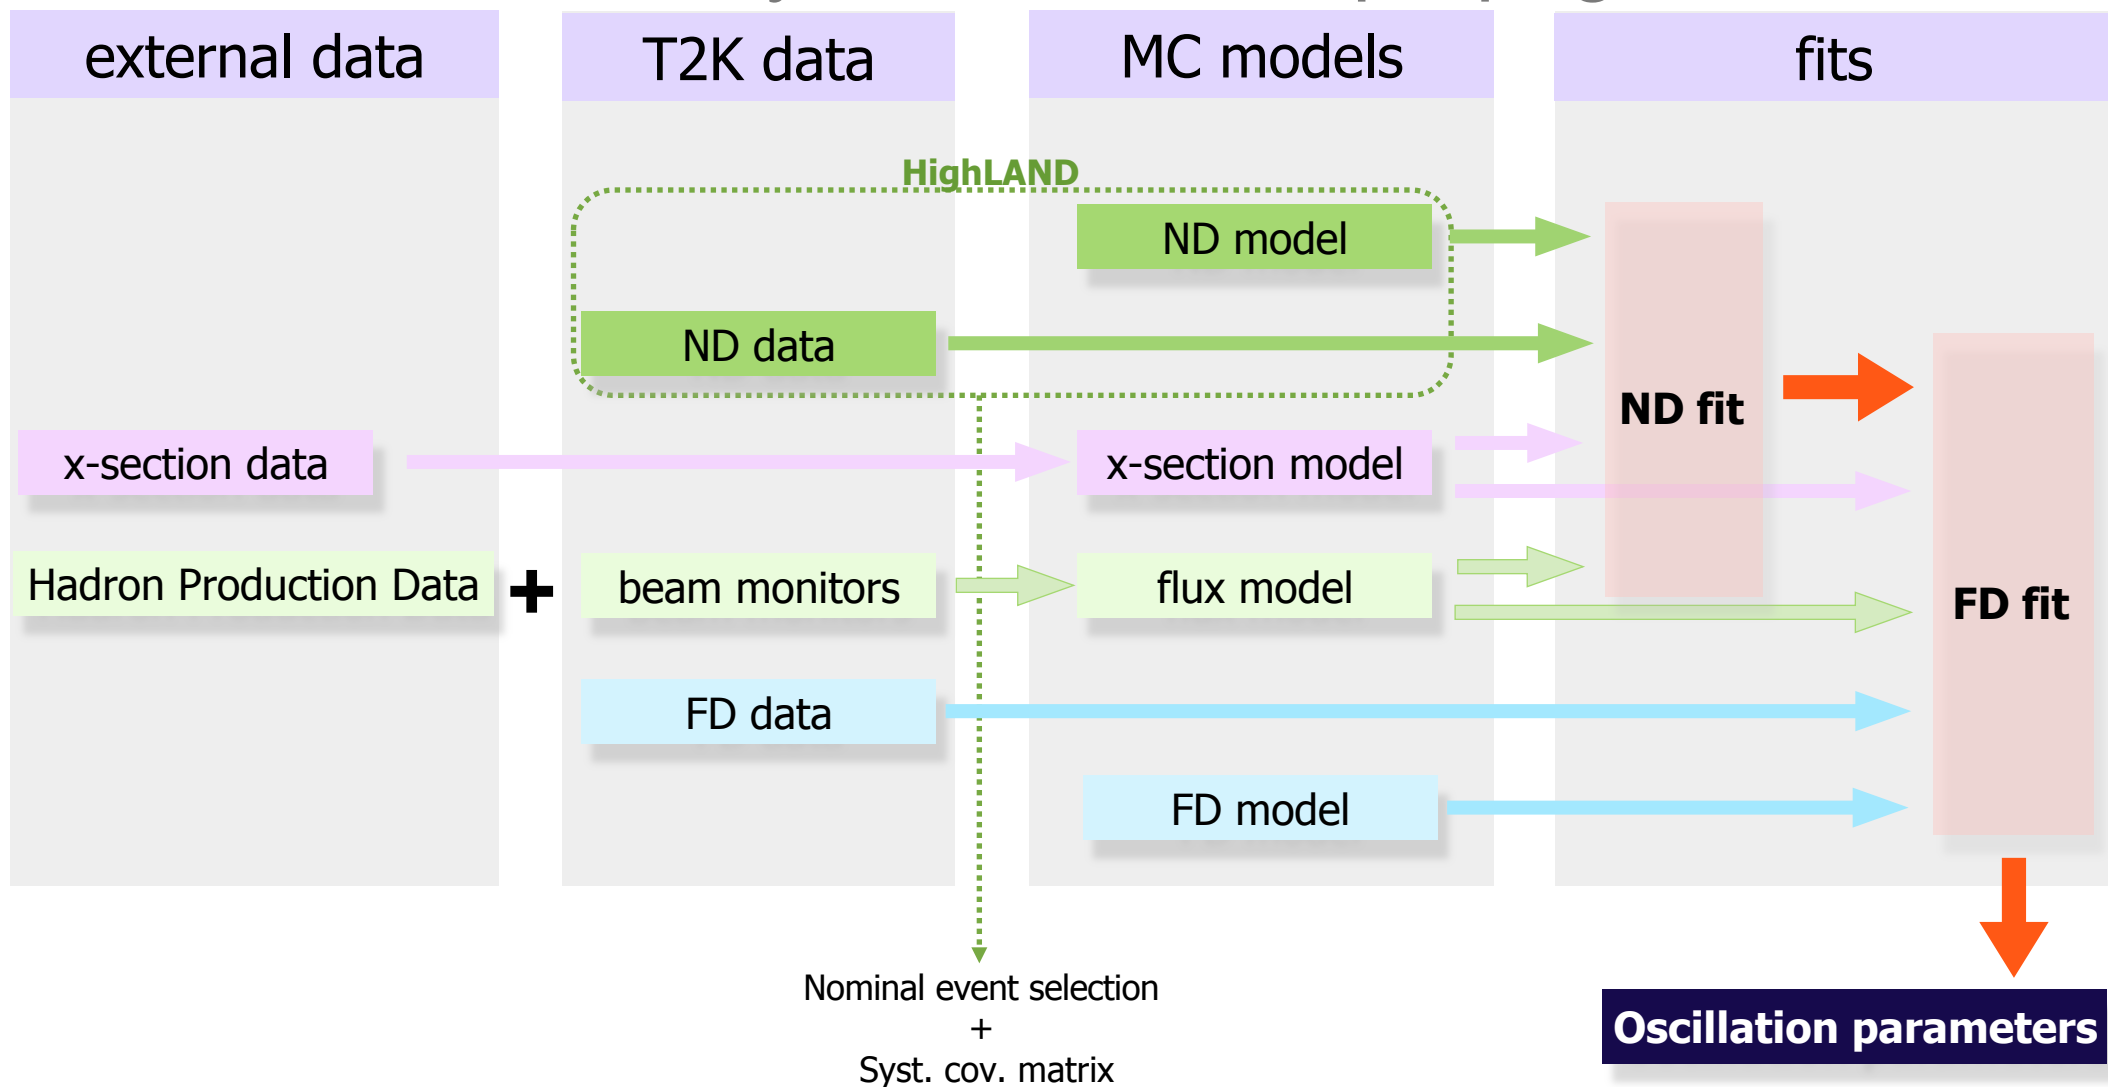 external data
T2K data
MC models
fits
HighLAND
ND model
ND data
ND fit
x-section data
x-section model
Hadron Production Data + beam monitors
flux model
FD fit
FD data
FD model
Nominal event selection
+
Syst. cov. matrix
Oscillation parameters